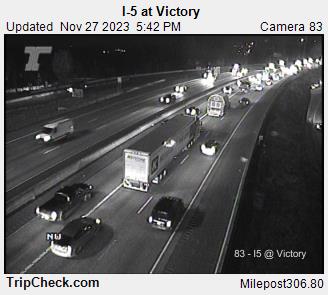 I-5 at Victory
Updated Nov 27 2023 5:42 PM Camera 83
T
NB
83 - I5 @ Victory
TripCheck.com Milepost306.80